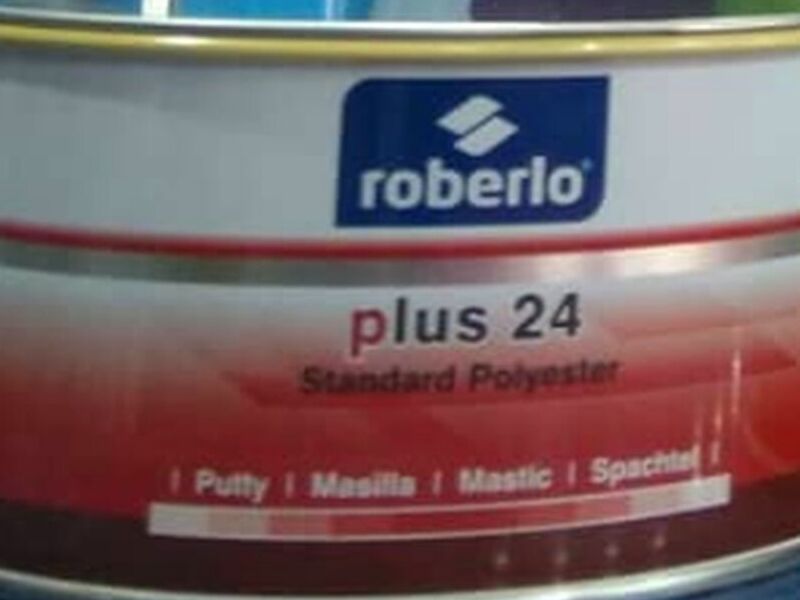 roberlo
plus 24
Standard Polyester
| Putty | Masilla | Mastic | Spachtel |